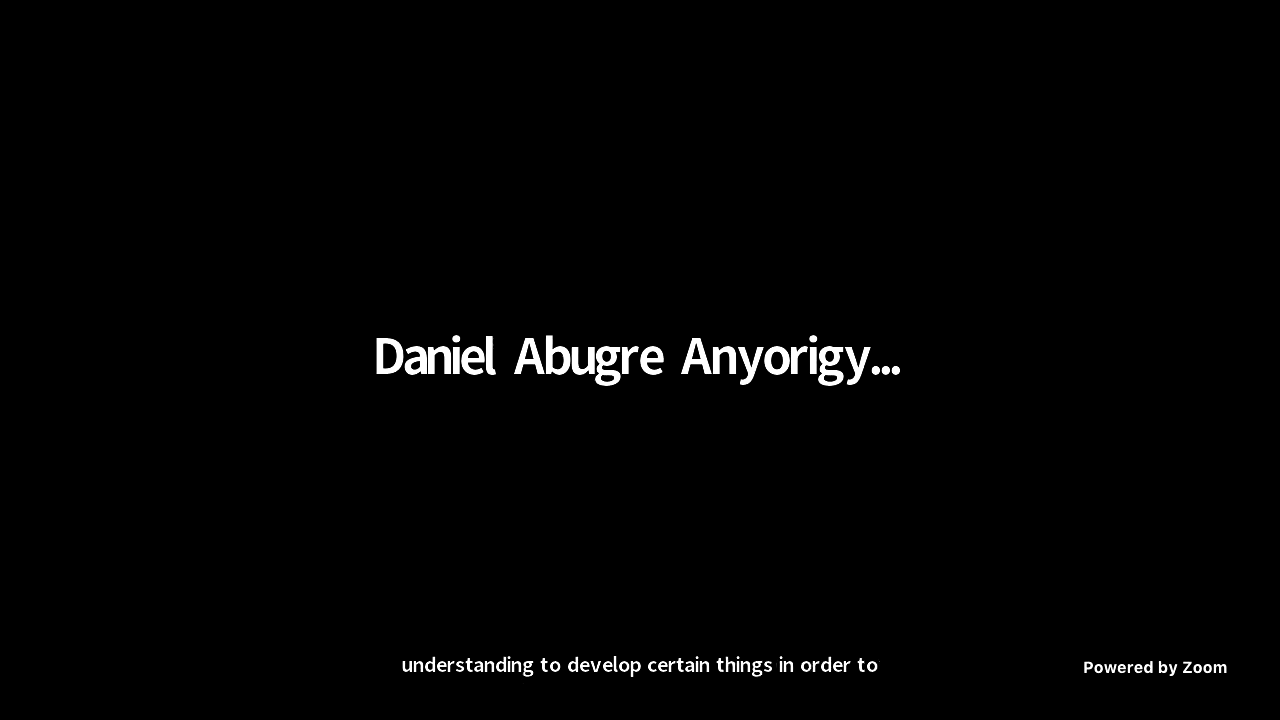 Daniel Abugre Anyorigy...
understanding to develop certain things in order to
Powered by Zoom